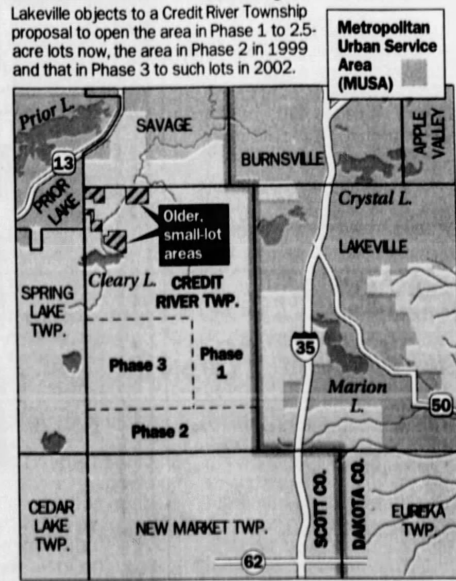 Lakeville objects to a Credit River Township
proposal to open the area in Phase 1 to 2.5-
acre lots now, the area in Phase 2 in 1999
and that in Phase 3 to such lots in 2002.
Metropolitan
Urban Service
Area
(MUSA)
Prior L.
SAVAGE
BURNSVILLE
APPLE
VALLEY
13
PRIOR
LAKE
Older,
small-lot
areas
Crystal L.
LAKEVILLE
Cleary L.
CREDIT
RIVER TWP.
SPRING
LAKE
TWP.
35
Phase 3
Phase
1
Marion
L.
50
Phase 2
CEDAR
LAKE
TWP.
NEW MARKET TWP.
SCOTT CO.
DAKOTA CO.
EUREKA
TWP.
62